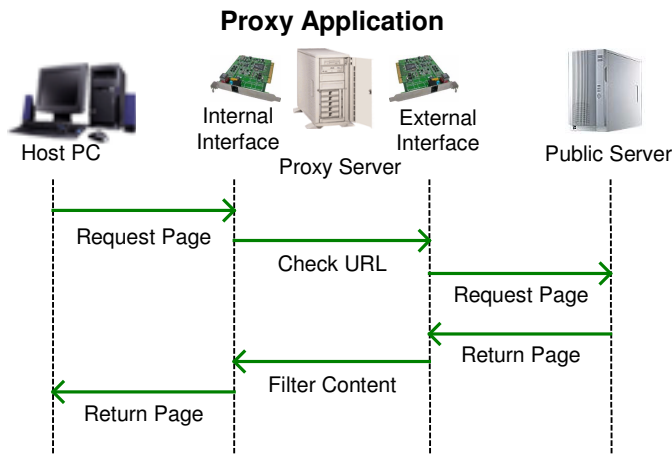 Proxy Application
Host PC
Internal
Interface
Proxy Server
External
Interface
Public Server
Request Page
Check URL
Request Page
Return Page
Filter Content
Return Page